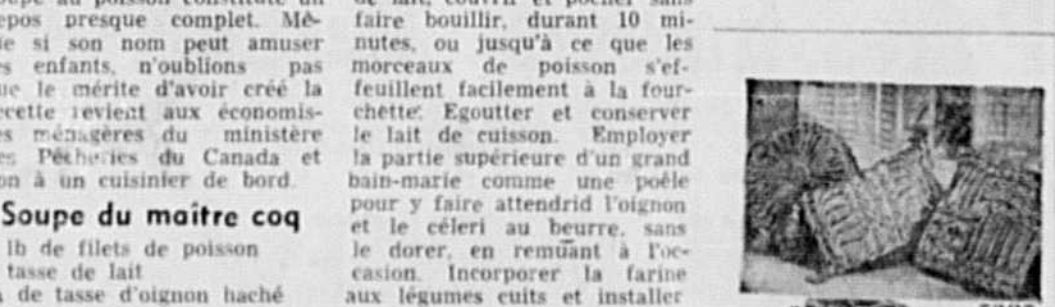 au poisson constitue un
epos presque complet. Mê-
e si son nom peut amuser
s enfants, n'oublions pas
ue le mérite d'avoir créé la
ecette revient aux économis-
es ménagères du ministère
es Pêcheries du Canada et
on à un cuisinier de bord.
Soupe du maître coq
lb de filets de poisson
tasse de lait
de tasse d'oignon haché
de lait, couvrir et pocher sans
faire bouillir, durant 10 mi-
nutes, ou jusqu'à ce que les
morceaux de poisson s'ef-
feuillent facilement à la four-
chette. Egoutter et conserver
le lait de cuisson. Employer
la partie supérieure d'un grand
bain-marie comme une poêle
pour y faire attendrid l'oignon
et le céleri au beurre, sans
le dorer, en remuant à l'oc-
casion. Incorporer la farine
aux légumes cuits et installer